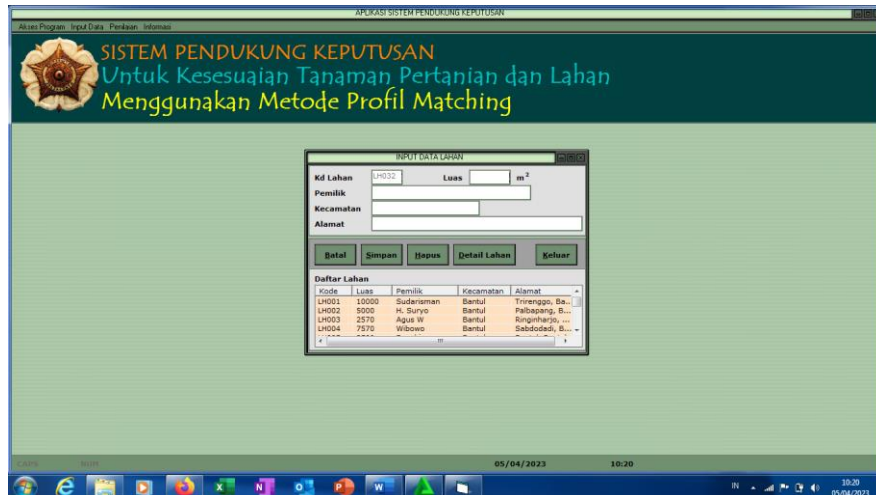 APLIKASI SISTEM PENDUKUNG KEPUTUSAN
Akses Program Input Data Penilaian Informasi
SISTEM PENDUKUNG KEPUTUSAN
Untuk Kesesuaian Tanaman Pertanian dan Lahan
Menggunakan Metode Profil Matching
INPUT DATA LAHAN
Kd Lahan LH032 Luas m²
Pemilik
Kecamatan
Alamat
Batal Simpan Hapus Detail Lahan Keluar
Daftar Lahan
Kode Luas Pemilik Kecamatan Alamat
LH001 10000 Sudarisman Bantul Trirenggo, Ba...
LH002 5000 H. Suryo Bantul Palbapang, B...
LH003 2570 Agus W Bantul Ringinharjo, ...
LH004 7570 Wibowo Bantul Sabdodadi, B...
CAPS NUM 05/04/2023 10:20
IN 10:20
05/04/2023